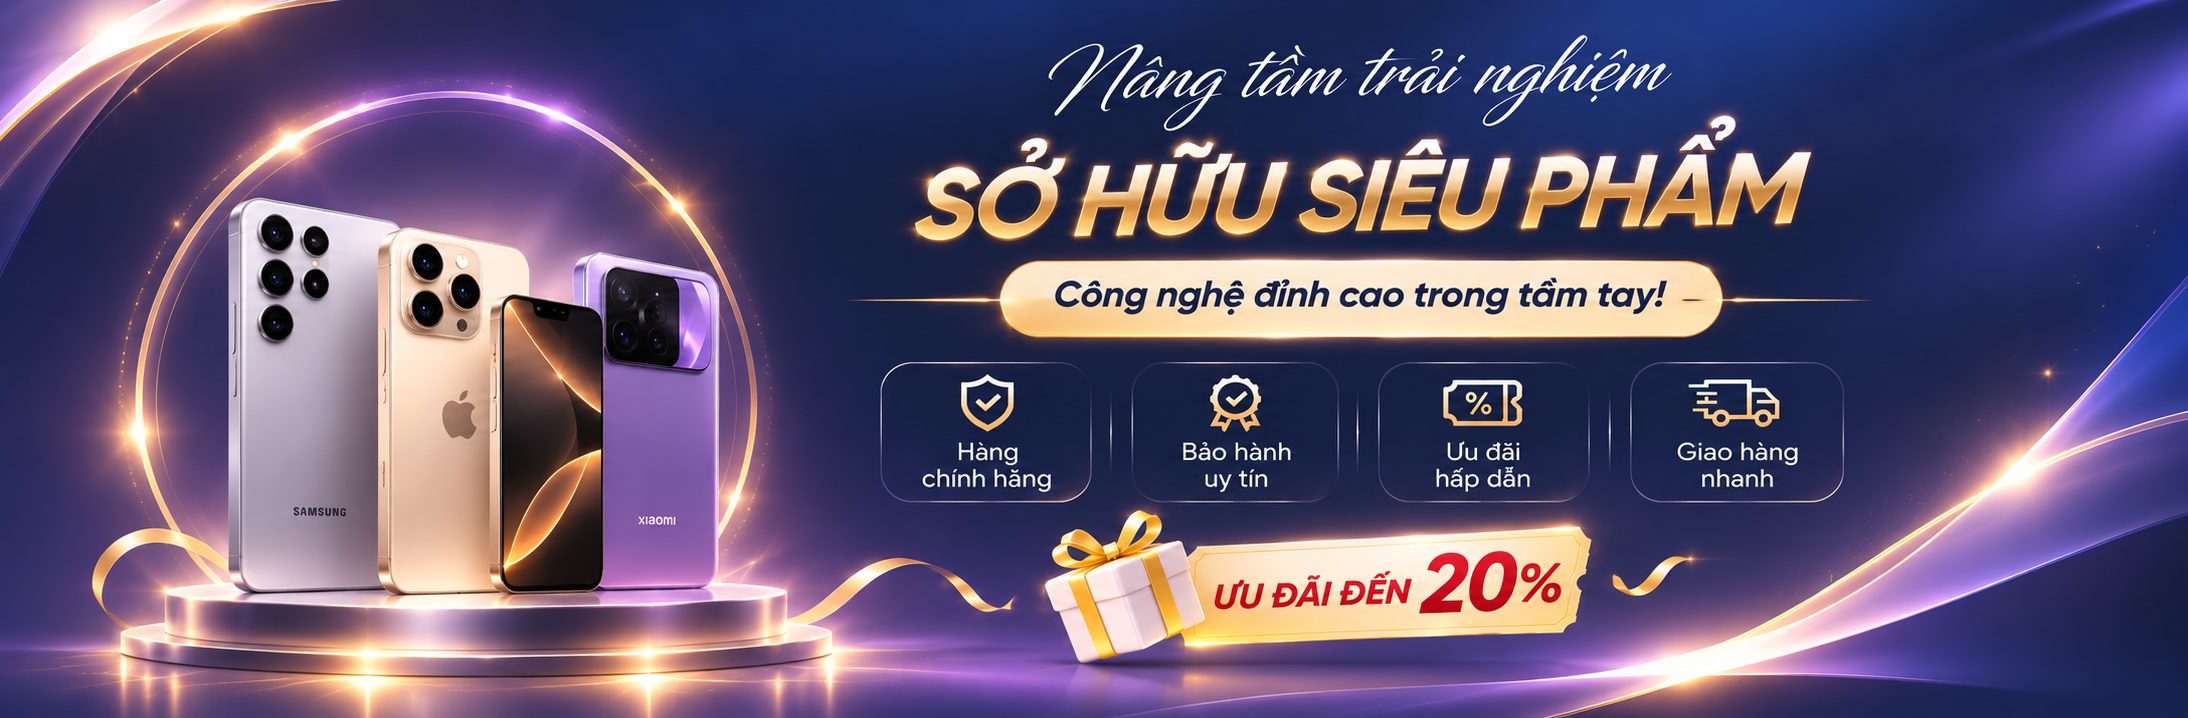 Nâng tầm trải nghiệm
SỞ HỮU SIÊU PHẨM
Công nghệ đỉnh cao trong tầm tay!
Hàng
chính hãng
Bảo hành
uy tín
%
Ưu đãi
hấp dẫn
Giao hàng
nhanh
ƯU ĐÃI ĐẾN 20%
SAMSUNG
xiaomi